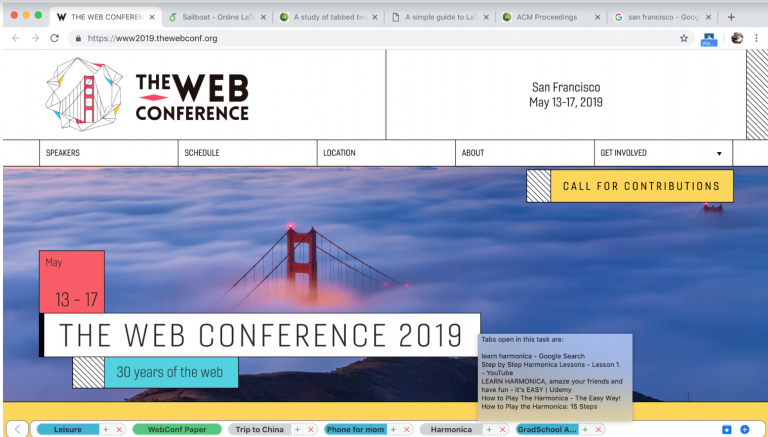 THE WEB CONFERENCE
Sailboat - Online LaTe
A study of tabbed br
A simple guide to LaT
ACM Proceedings
san francisco - Goog
https://www2019.thewebconf.org
We...
THE WEB
CONFERENCE
San Francisco
May 13-17, 2019
SPEAKERS
SCHEDULE
LOCATION
ABOUT
GET INVOLVED
CALL FOR CONTRIBUTIONS
May
13 - 17
THE WEB CONFERENCE 2019
30 years of the web
Tabs open in this task are:
learn harmonica - Google Search
Step by Step Harmonica Lessons - Lesson 1.
- YouTube
LEARN HARMONICA, amaze your friends and
have fun - it's EASY | Udemy
How to Play The Harmonica - The Easy Way!
How to Play the Harmonica: 15 Steps
Leisure
WebConf Paper
Trip to China
Phone for mom
Harmonica
GradSchool A...